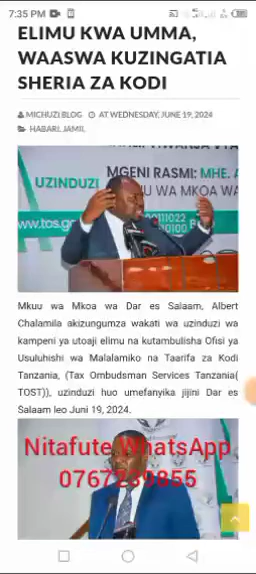 7:35 PM
ELIMU KWA UMMA,
WAASWA KUZINGATIA
SHERIA ZA KODI
MICHUZI BLOG AT WEDNESDAY, JUNE 19, 2024
HABARI, JAMII,
UZINDUZI
MGENI RASMI: MHE. A
U WA MKOA WA
www.tos.g
Mkuu wa Mkoa wa Dar es Salaam, Albert
Chalamila akizungumza wakati wa uzinduzi wa
kampeni ya utoaji elimu na kutambulisha Ofisi ya
Usuluhishi wa Malalamiko na Taarifa za Kodi
Tanzania, (Tax Ombudsman Services Tanzania(
TOST)), uzinduzi huo umefanyika jijini Dar es
Salaam leo Juni 19, 2024.
Nitafute WhatsApp
0767239855